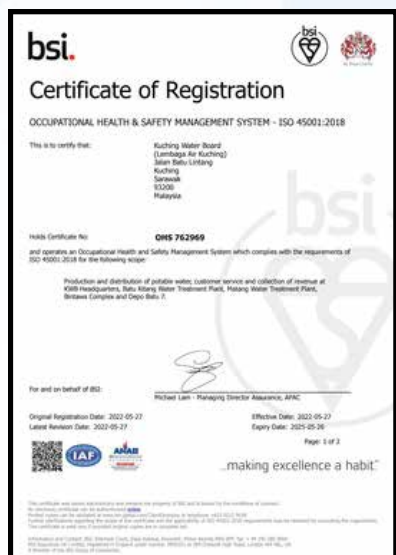 bsi.
bsi
Certificate of Registration
OCCUPATIONAL HEALTH & SAFETY MANAGEMENT SYSTEM - ISO 45001:2018
This is to certify that:
Kuching Water Board
(Lembaga Air Kuching)
Jalan Batu Lintang
Kuching
Sarawak
93200
Malaysia
Holds Certificate No:
OHS 762969
and operates an Occupational Health and Safety Management System which complies with the requirements of
ISO 45001:2018 for the following scope:
Production and distribution of potable water, customer service and collection of revenue at
KWB Headquarters, Batu Kitang Water Treatment Plant, Matang Water Treatment Plant,
Bintawa Complex and Depo Batu 7.
bsi
For and on behalf of BSI:
Michael Lam - Managing Director Assurance, APAC
Original Registration Date: 2022-05-27
Effective Date: 2022-05-27
Latest Revision Date: 2022-05-27
Expiry Date: 2025-05-26
Page: 1 of 2
IAF
ANAB
...making excellence a habit.